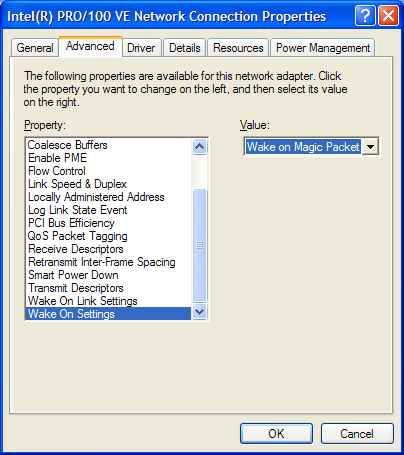 Intel(R) PRO/100 VE Network Connection Properties
General Advanced Driver Details Resources Power Management
The following properties are available for this network adapter. Click
the property you want to change on the left, and then select its value
on the right.
Property: Value:
Coalesce Buffers Wake on Magic Packet
Enable PME
Flow Control
Link Speed & Duplex
Locally Administered Address
Log Link State Event
PCI Bus Efficiency
QoS Packet Tagging
Receive Descriptors
Retransmit Inter-Frame Spacing
Smart Power Down
Transmit Descriptors
Wake On Link Settings
Wake On Settings
OK Cancel